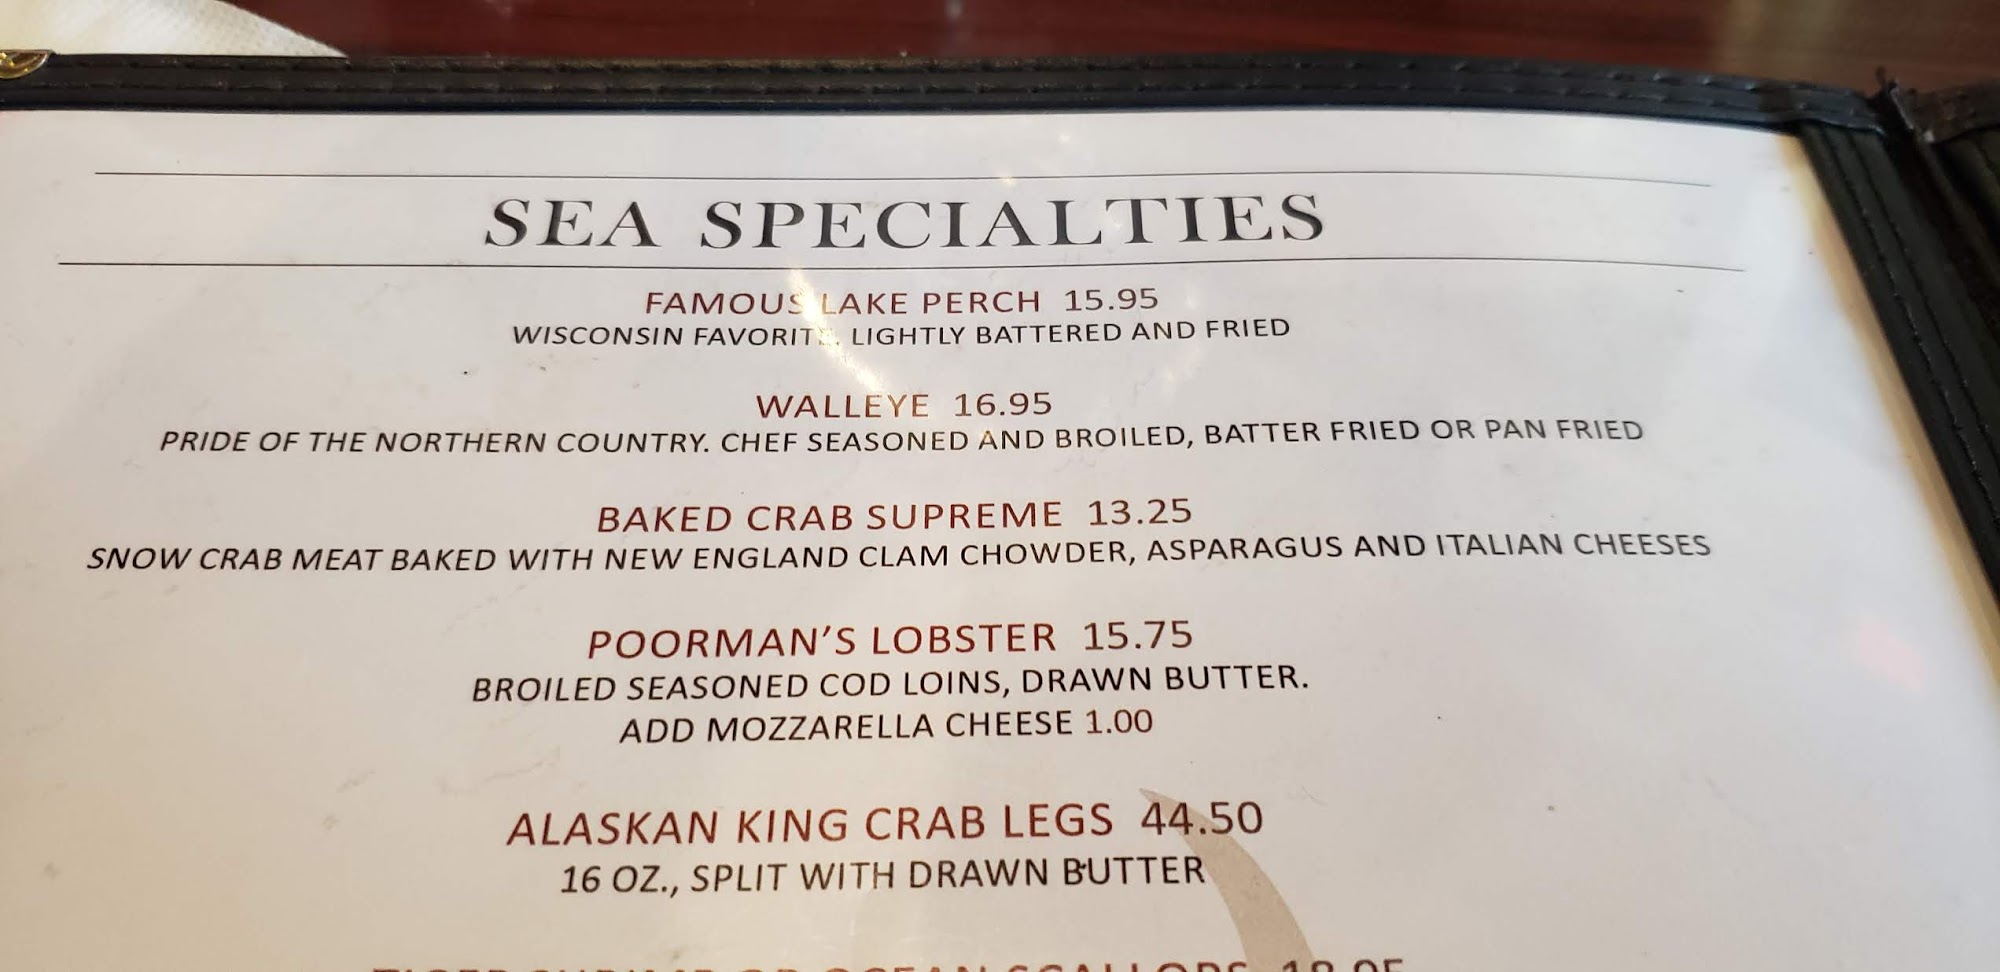 SEA SPECIALTIES
FAMOUS LAKE PERCH 15.95
WISCONSIN FAVORITE. LIGHTLY BATTERED AND FRIED
WALLEYE 16.95
PRIDE OF THE NORTHERN COUNTRY. CHEF SEASONED AND BROILED, BATTER FRIED OR PAN FRIED
BAKED CRAB SUPREME 13.25
SNOW CRAB MEAT BAKED WITH NEW ENGLAND CLAM CHOWDER, ASPARAGUS AND ITALIAN CHEESES
POORMAN'S LOBSTER 15.75
BROILED SEASONED COD LOINS, DRAWN BUTTER.
ADD MOZZARELLA CHEESE 1.00
ALASKAN KING CRAB LEGS 44.50
16 OZ., SPLIT WITH DRAWN BUTTER